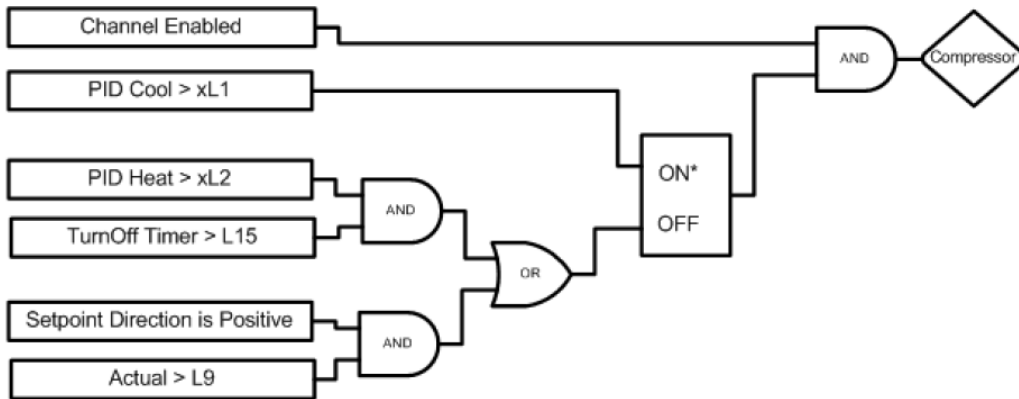 Channel Enabled
AND
Compressor
PID Cool > xL1
ON*
PID Heat > xL2
AND
OFF
TurnOff Timer > L15
OR
Setpoint Direction is Positive
AND
Actual > L9